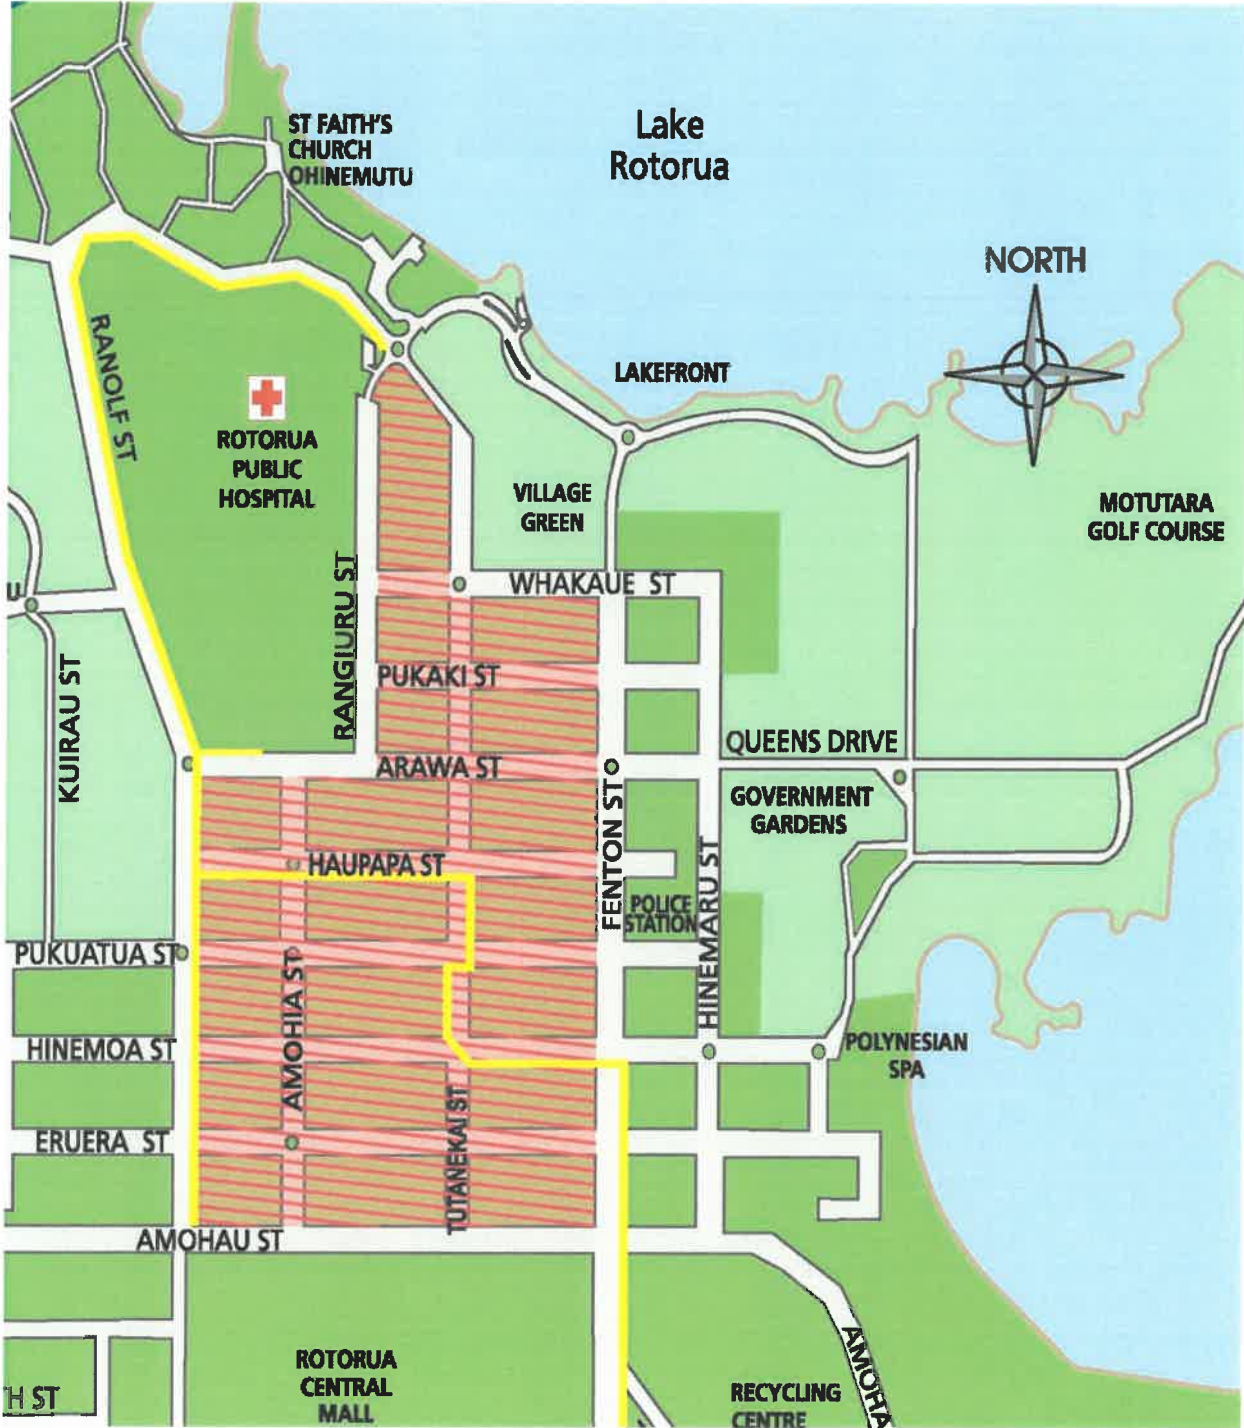 ST FAITH'S
CHURCH
OHINEMUTU
Lake
Rotorua
NORTH
RANOLF ST
LAKEFRONT
ROTORUA
PUBLIC
HOSPITAL
VILLAGE
GREEN
MOTUTARA
GOLF COURSE
WHAKAUE ST
RANGIURU ST
KUIRAU ST
PUKAKI ST
QUEENS DRIVE
ARAWA ST
FENTON ST
GOVERNMENT
GARDENS
HAUPAPA ST
HINEMARU ST
POLICE
STATION
PUKUATUA ST
AMOHIA ST
HINEMOA ST
POLYNESIAN
SPA
TUTANEKAI ST
ERUERA ST
AMOHAU ST
AMOHA
ROTORUA
CENTRAL
MALL
RECYCLING
CENTRE
H ST